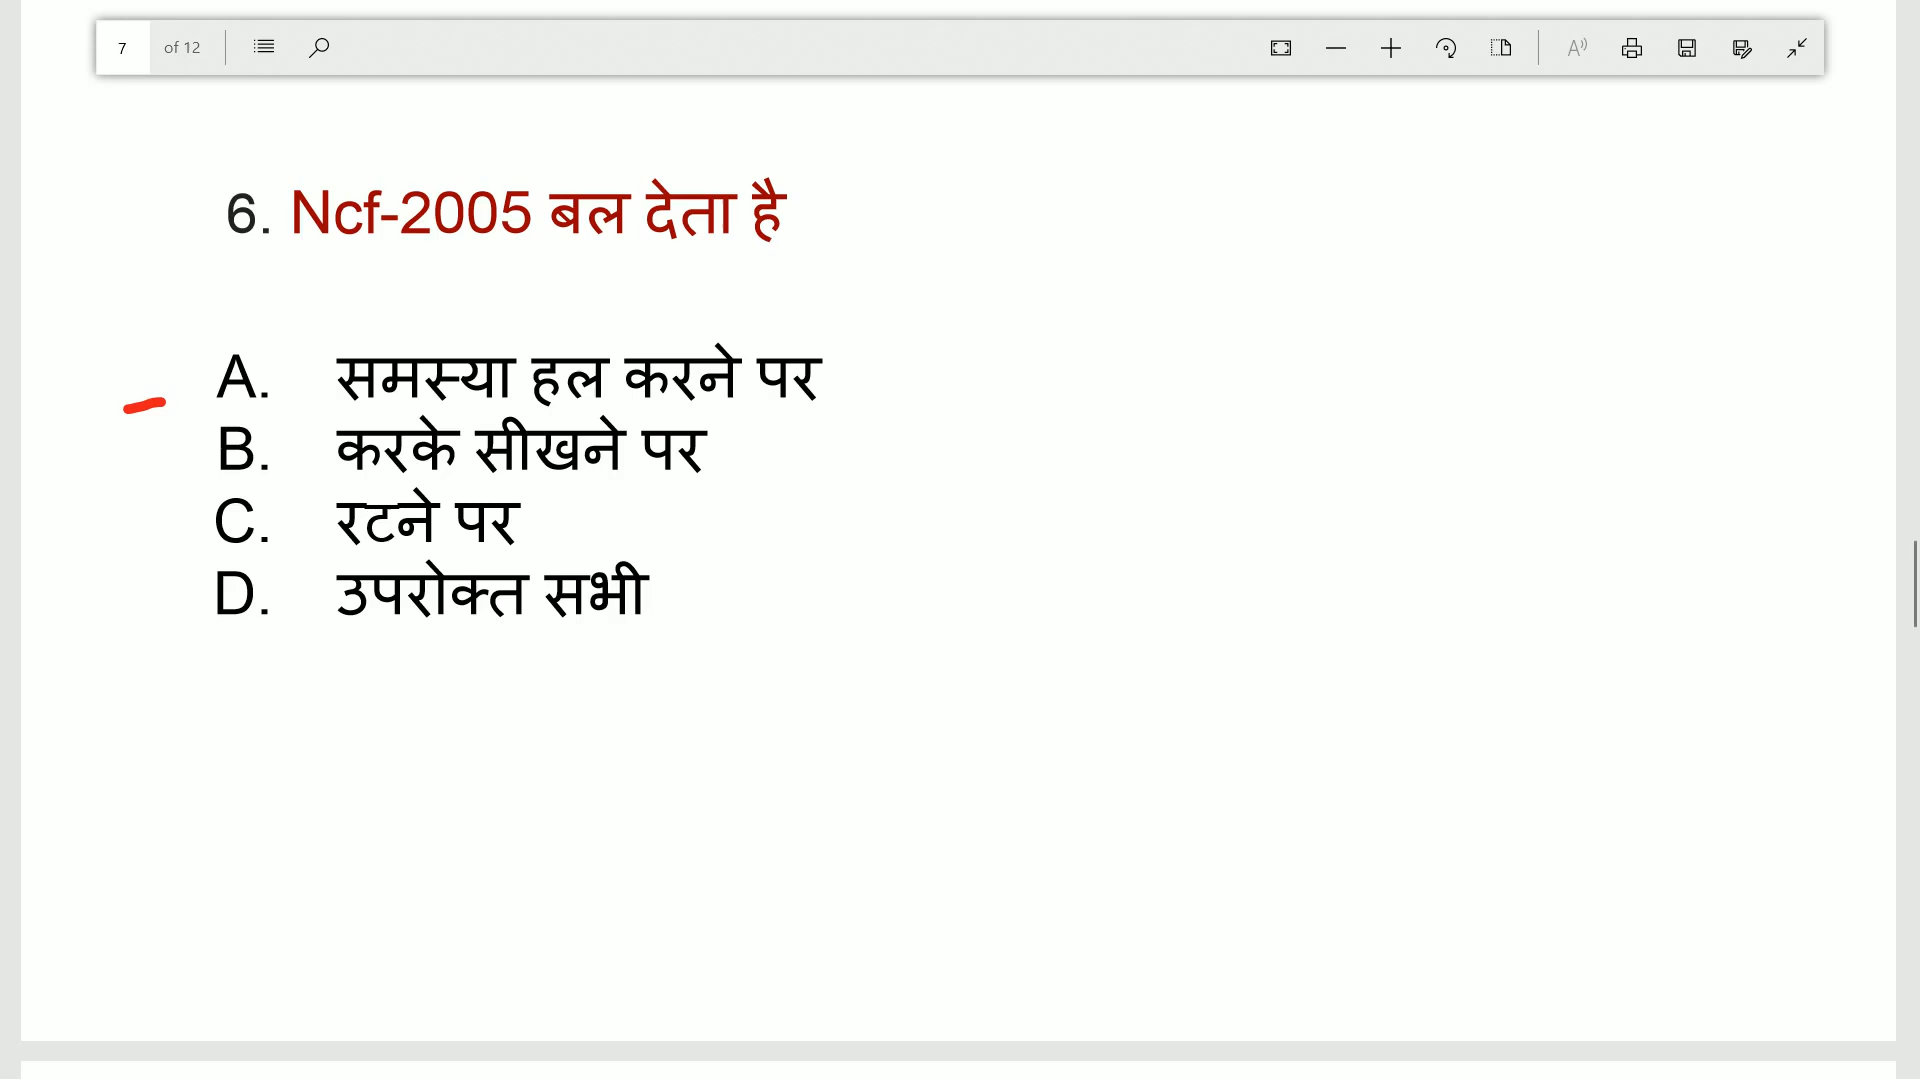 7 of 12
6. Ncf-2005 बल देता है
A. समस्या हल करने पर
B. करके सीखने पर
C. रटने पर
D. उपरोक्त सभी